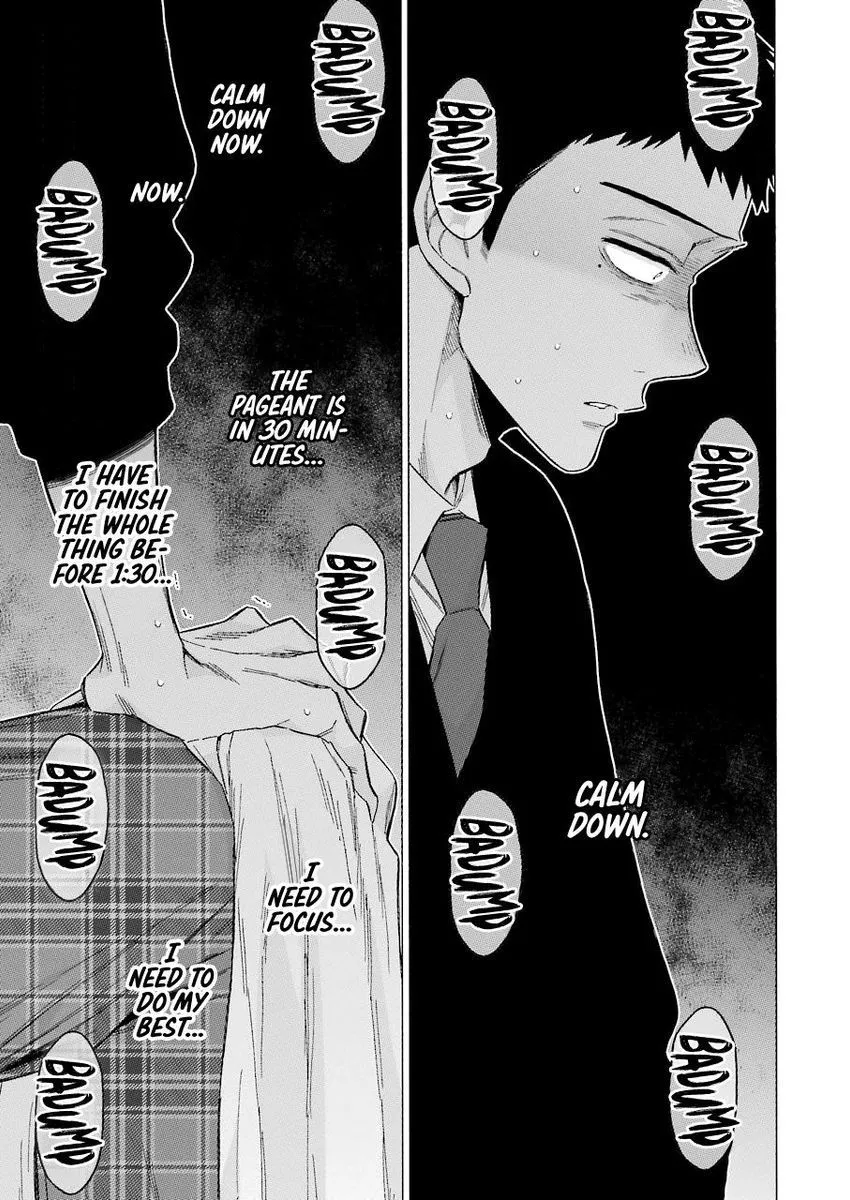 BADUMP
BADUMP
BADUMP
CALM
DOWN.
BADUMP
BADUMP
BADUMP
CALM
DOWN
NOW.
NOW.
BADUMP
THE
PAGEANT IS
IN 30 MIN-
UTES...
I HAVE
TO FINISH
THE WHOLE
THING BE-
FORE 1:30...
BADUMP
BADUMP
I
NEED TO
FOCUS...
I
NEED TO
DO MY
BEST...
BADUMP